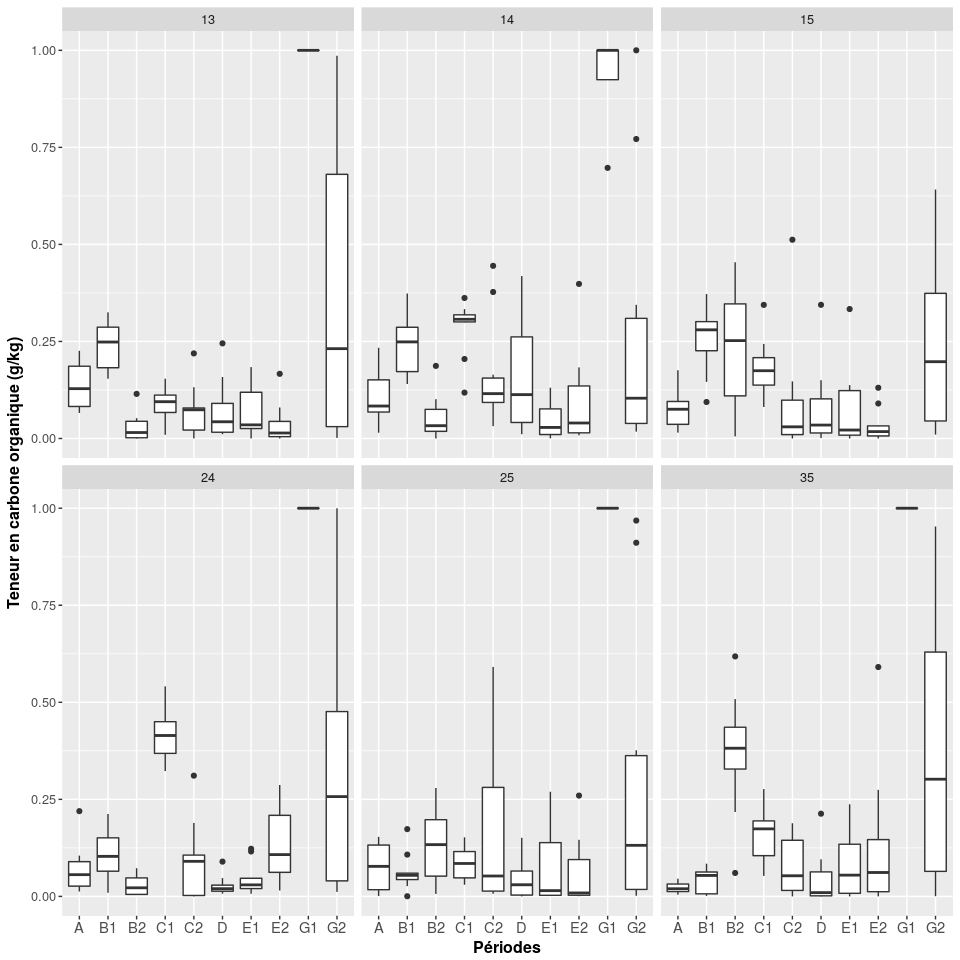 13 14 15
1.00
0.75
0.50
0.25
0.00
24 25 35
1.00
0.75
0.50
0.25
0.00
A B1 B2 C1 C2 D E1 E2 G1 G2 A B1 B2 C1 C2 D E1 E2 G1 G2 A B1 B2 C1 C2 D E1 E2 G1 G2
Périodes
Teneur en carbone organique (g/kg)